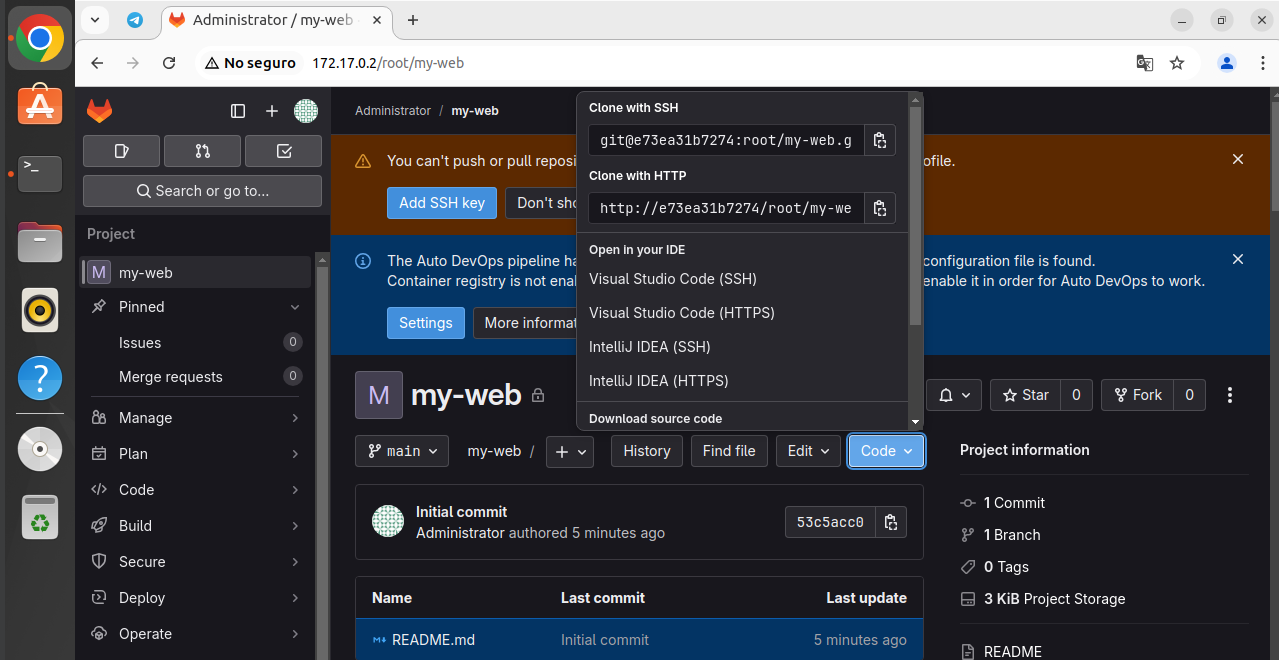 Administrator / my-web
No seguro
172.17.0.2/root/my-web
Search or go to...
Project
M my-web
Pinned
Issues 0
Merge requests 0
Manage
Plan
Code
Build
Secure
Deploy
Operate
Administrator / my-web
You can't push or pull reposi
ofile.
Add SSH key
Don't sho
The Auto DevOps pipeline ha
configuration file is found.
Container registry is not enab
enable it in order for Auto DevOps to work.
Settings
More informat
Clone with SSH
git@e73ea31b7274:root/my-web.g
Clone with HTTP
http://e73ea31b7274/root/my-we
Open in your IDE
Visual Studio Code (SSH)
Visual Studio Code (HTTPS)
IntelliJ IDEA (SSH)
IntelliJ IDEA (HTTPS)
Download source code
M my-web
Star 0
Fork 0
main
my-web /
History
Find file
Edit
Code
Initial commit
Administrator authored 5 minutes ago
53c5acc0
Name Last commit Last update
README.md Initial commit 5 minutes ago
Project information
1 Commit
1 Branch
0 Tags
3 KiB Project Storage
README